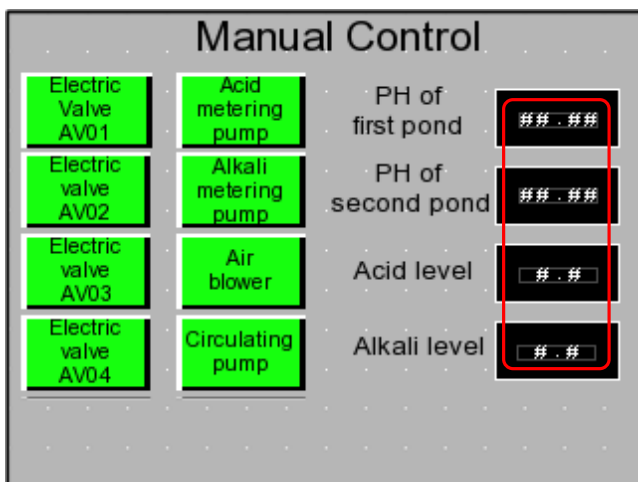 Manual Control
Electric
Valve
AV01
Acid
metering
pump
PH of
first pond
##.##
Electric
valve
AV02
Alkali
metering
pump
PH of
second pond
##.##
Electric
valve
AV03
Air
blower
Acid level
#.#
Electric
valve
AV04
Circulating
pump
Alkali level
#.#